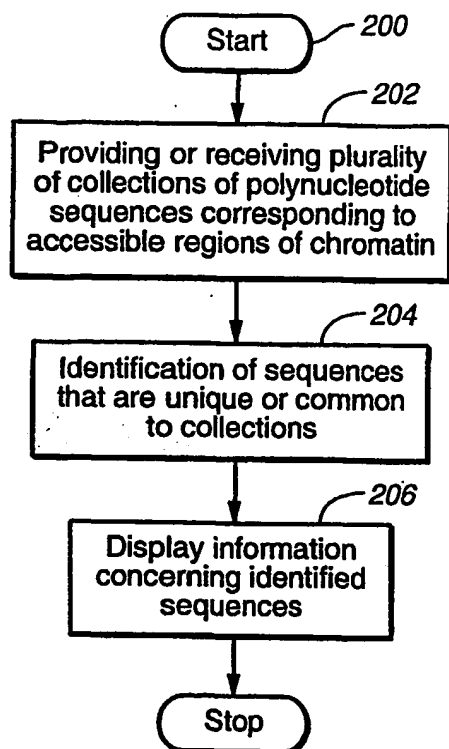 Start
200
202
Providing or receiving plurality
of collections of polynucleotide
sequences corresponding to
accessible regions of chromatin
204
Identification of sequences
that are unique or common
to collections
206
Display information
concerning identified
sequences
Stop